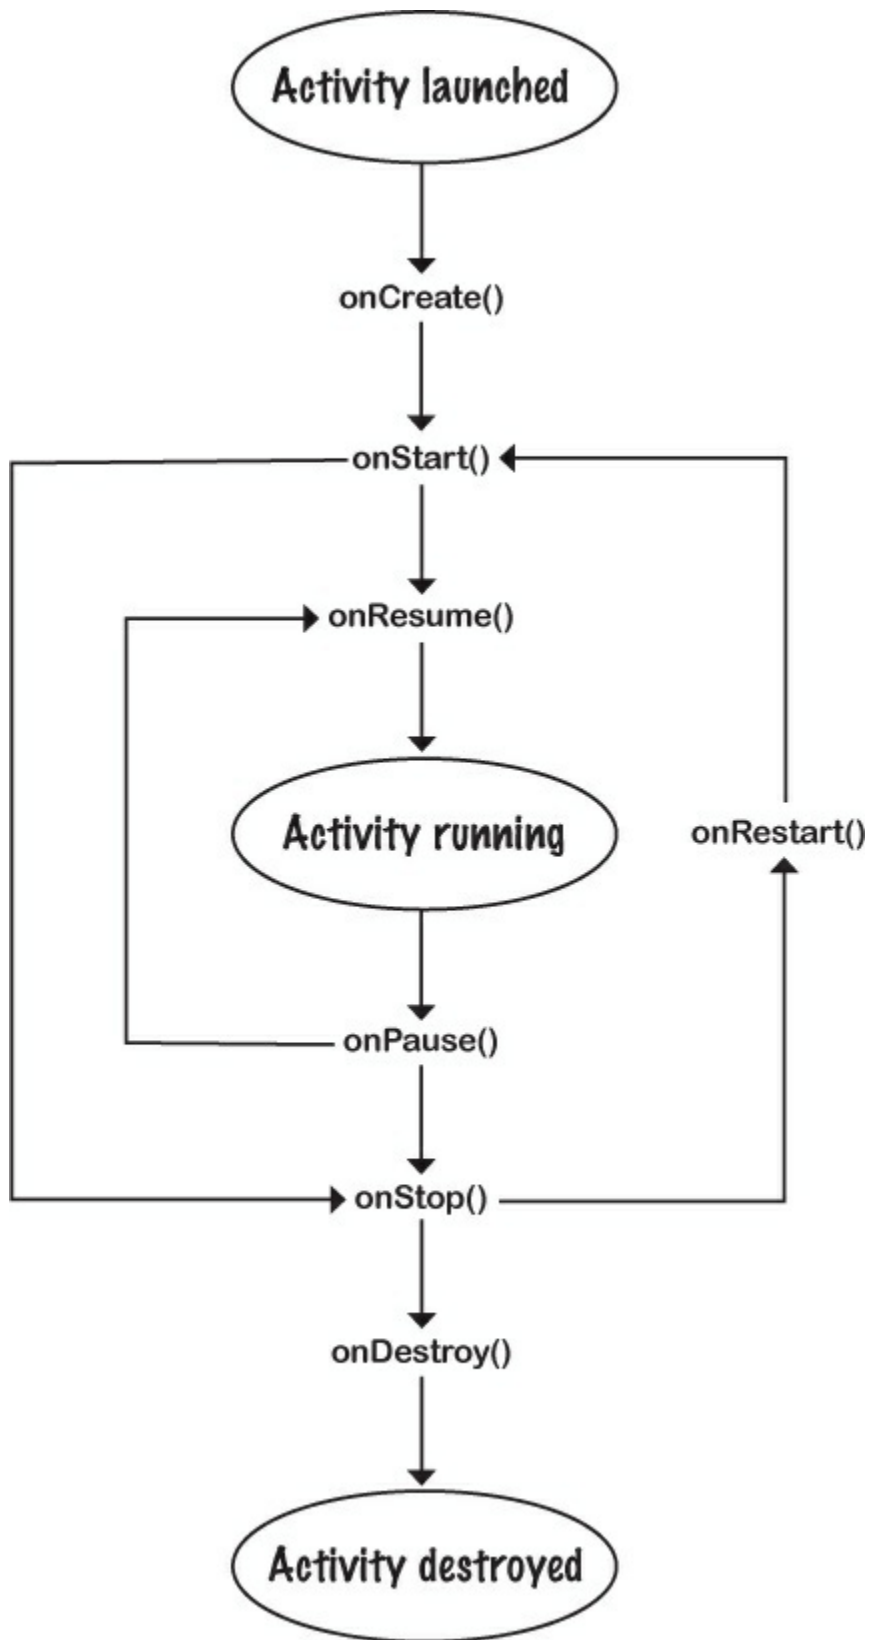 Activity launched
onCreate()
onStart()
onResume()
Activity running
onRestart()
onPause()
onStop()
onDestroy()
Activity destroyed